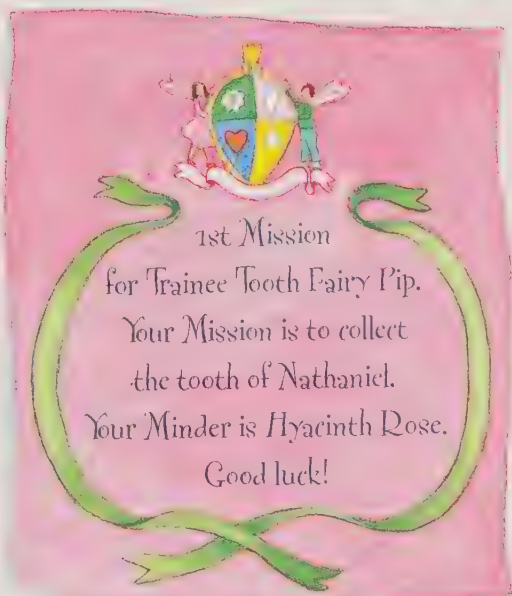 1st Mission
for Trainee Tooth Fairy Pip.
Your Mission is to collect
the tooth of Nathaniel.
Your Minder is Hyacinth Rose.
Good luck!